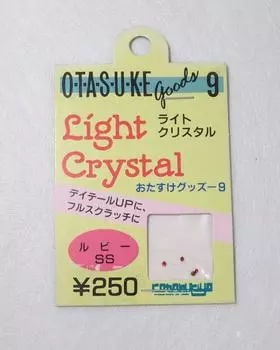 OTASUKE Goods 9
Light
ライト
クリスタル
Crystal
おたすけグッズー9
デイテールUPに、
フルスクラッチに
ルビー
SS
¥250